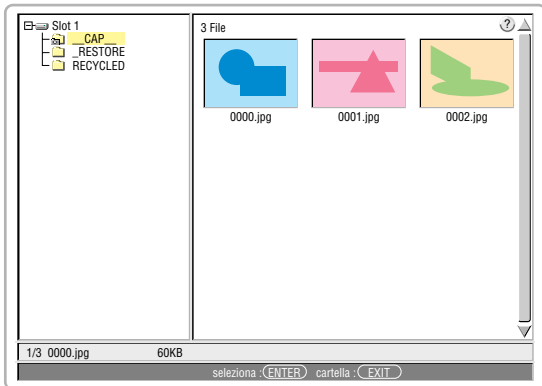 Slot 1
__CAP__
_RESTORE
RECYCLED
3 File
?
0000.jpg 0001.jpg 0002.jpg
1/3 0000.jpg 60KB
seleziona : ENTER cartella : EXIT